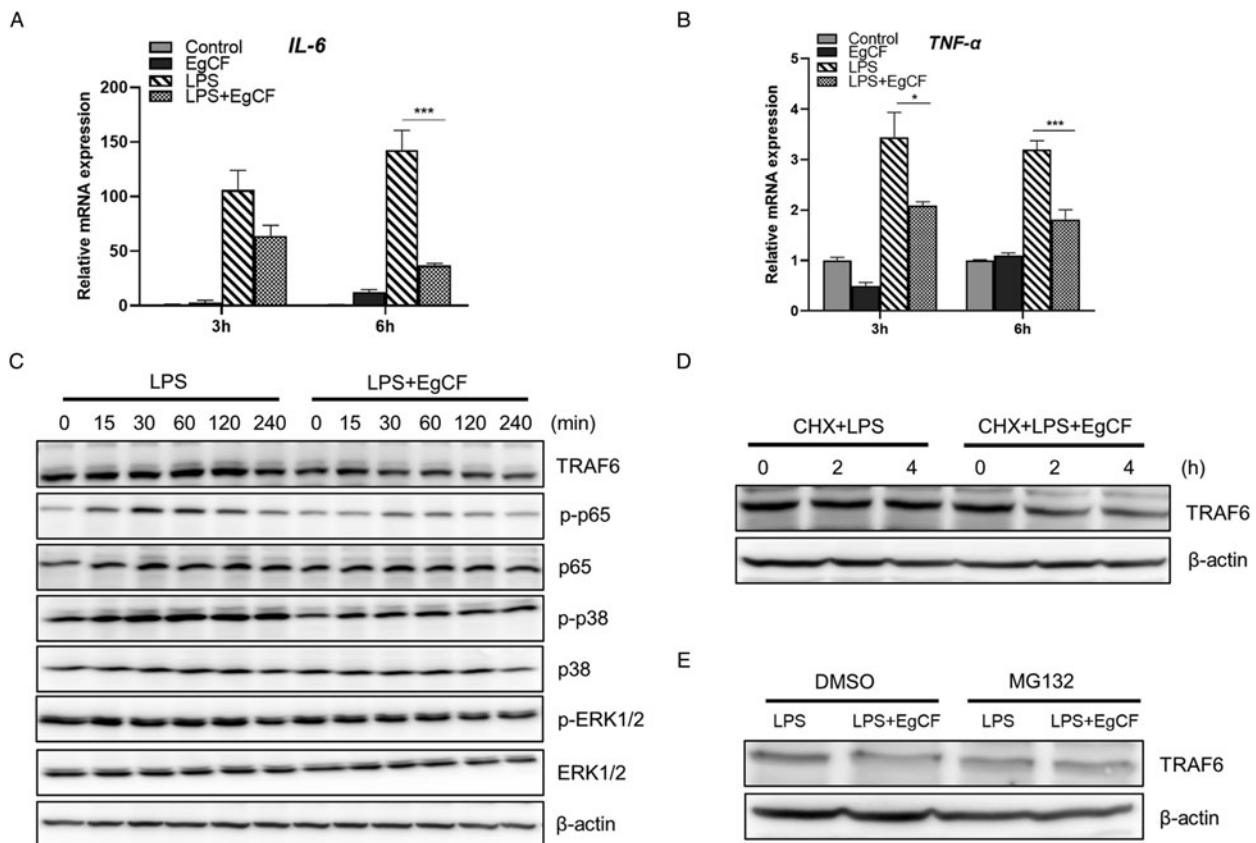 A
IL-6
Control
EgCF
LPS
LPS+EgCF
Relative mRNA expression
200
150
100
50
0
***
3h
6h
B
TNF-α
Control
EgCF
LPS
LPS+EgCF
Relative mRNA expression
5
4
3
2
1
0
*
***
3h
6h
C
LPS LPS+EgCF
0 15 30 60 120 240 0 15 30 60 120 240 (min)
TRAF6
p-p65
p65
p-p38
p38
p-ERK1/2
ERK1/2
β-actin
D
CHX+LPS CHX+LPS+EgCF
0 2 4 0 2 4 (h)
TRAF6
β-actin
E
DMSO MG132
LPS LPS+EgCF LPS LPS+EgCF
TRAF6
β-actin